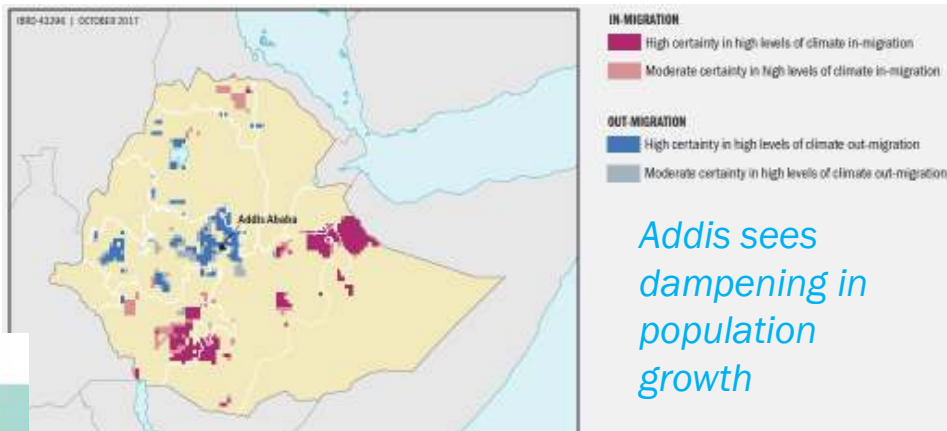 IBRD 43296 | OCTOBER 2017
Addis Ababa
IN-MIGRATION
High certainty in high levels of climate in-migration
Moderate certainty in high levels of climate in-migration
OUT-MIGRATION
High certainty in high levels of climate out-migration
Moderate certainty in high levels of climate out-migration
Addis sees
dampening in
population
growth